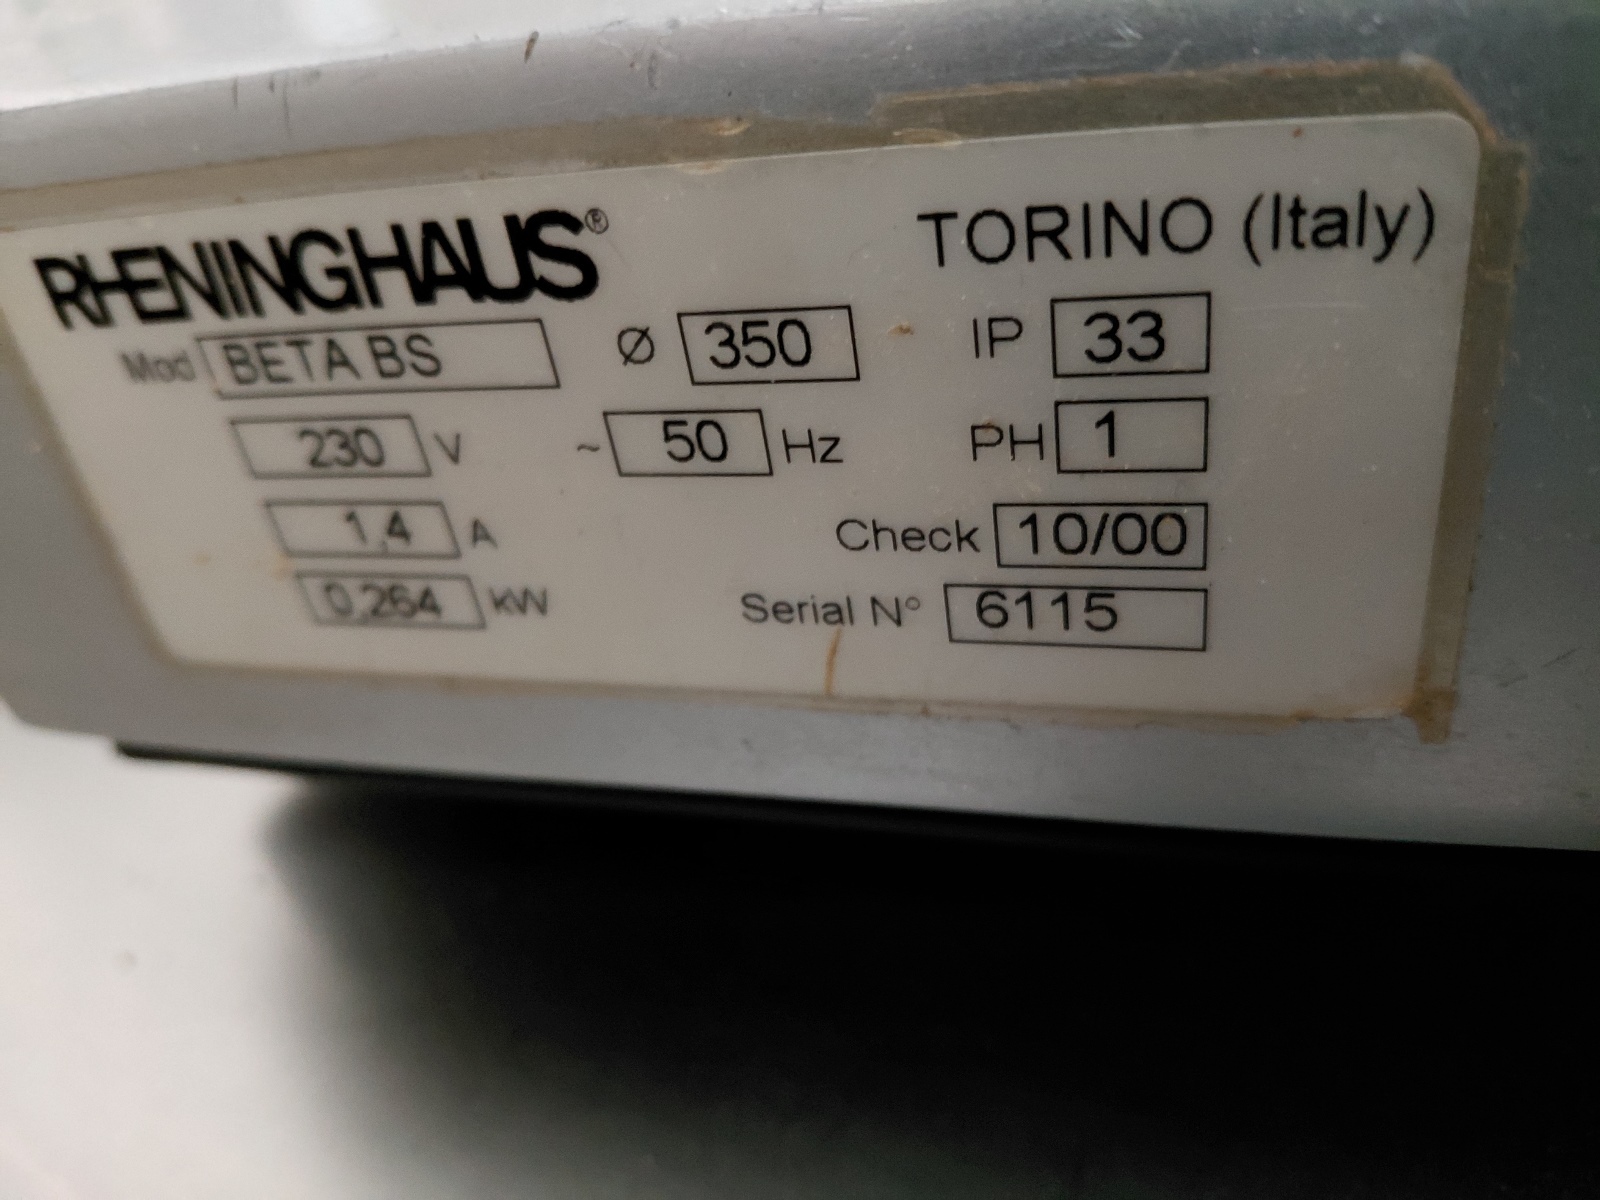 RHENINGHAUS® TORINO (Italy)
Mod BETA BS Ø 350 IP 33
230 V ~ 50 Hz PH 1
1,4 A Check 10/00
0,264 kW Serial N° 6115